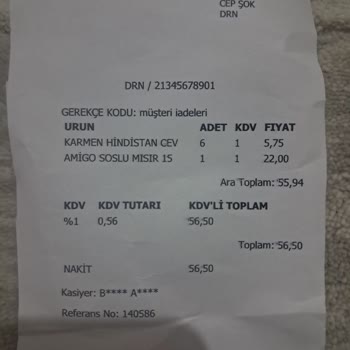 CEP ŞOK
DRN
DRN / 21345678901
GEREKÇE KODU: müşteri iadeleri
URUN ADET KDV FIYAT
KARMEN HİNDİSTAN CEV 6 1 5,75
AMİGO SOSLU MISIR 15 1 1 22,00
Ara Toplam: 55,94
KDV KDV TUTARI KDV'Lİ TOPLAM
%1 0,56 56,50
Toplam: 56,50
NAKİT 56,50
Kasiyer: B**** A****
Referans No: 140586